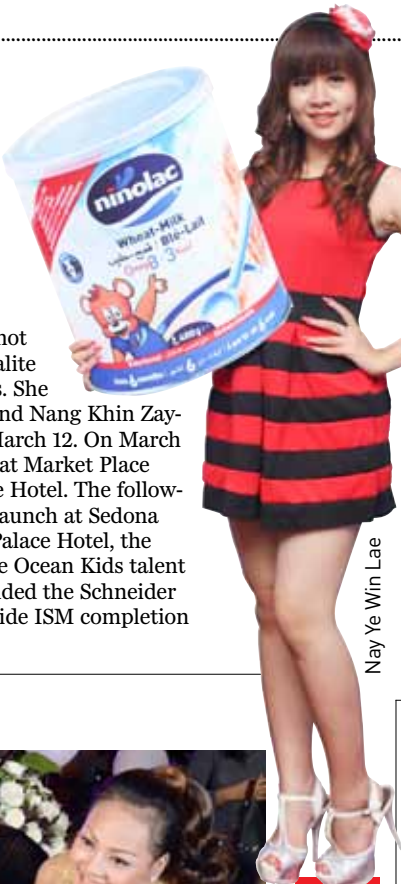 ninolac
Wheat-Milk
Blé-Lait
not
alite
s. She
nd Nang Khin Zay-
March 12. On March
at Market Place
e Hotel. The follow-
launch at Sedona
Palace Hotel, the
e Ocean Kids talent
ded the Schneider
ide ISM completion
Nay Ye Win Lae